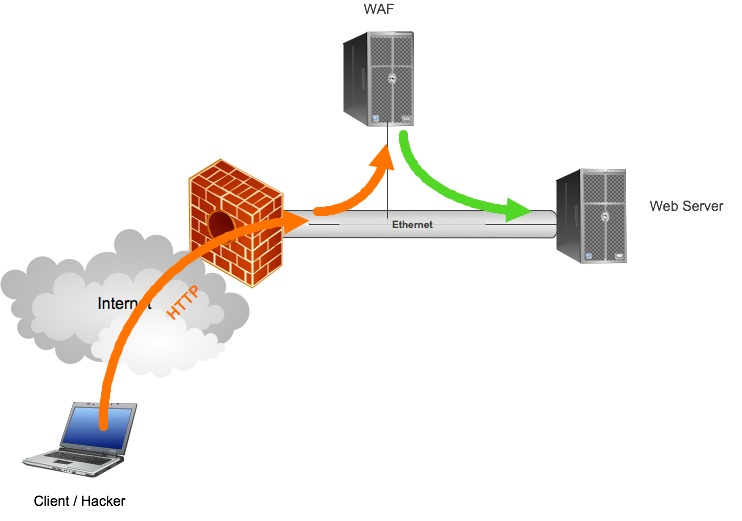 WAF
Web Server
Ethernet
Internet
HTTP
Client / Hacker